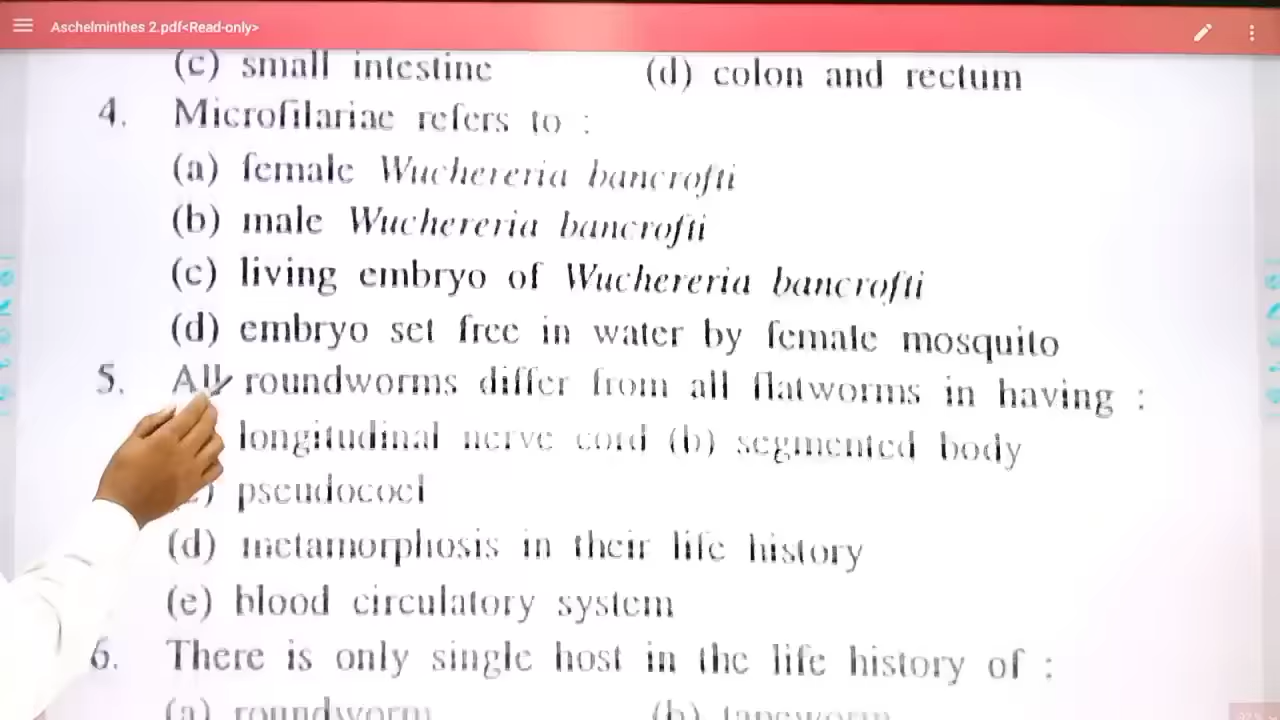 Aschelminthes 2.pdf<Read-only>
(c) small intestine (d) colon and rectum
4. Microfilariae refers to :
(a) female Wuchereria bancrofti
(b) male Wuchereria bancrofti
(c) living embryo of Wuchereria bancrofti
(d) embryo set free in water by female mosquito
5. All roundworms differ from all flatworms in having :
longitudinal nerve cord (b) segmented body
) pseudocoel
(d) metamorphosis in their life history
(e) blood circulatory system
6. There is only single host in the life history of :
(a) roundworm (b) tapeworm